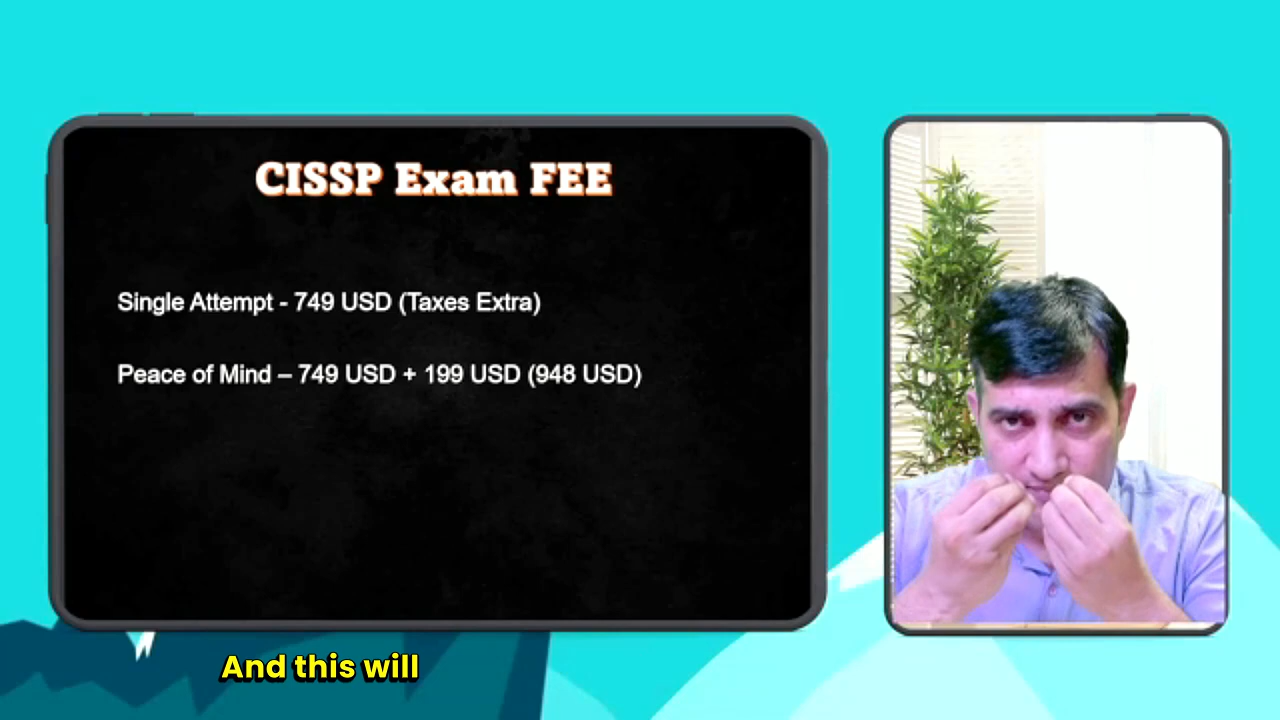 CISSP Exam FEE
Single Attempt - 749 USD (Taxes Extra)
Peace of Mind – 749 USD + 199 USD (948 USD)
And this will